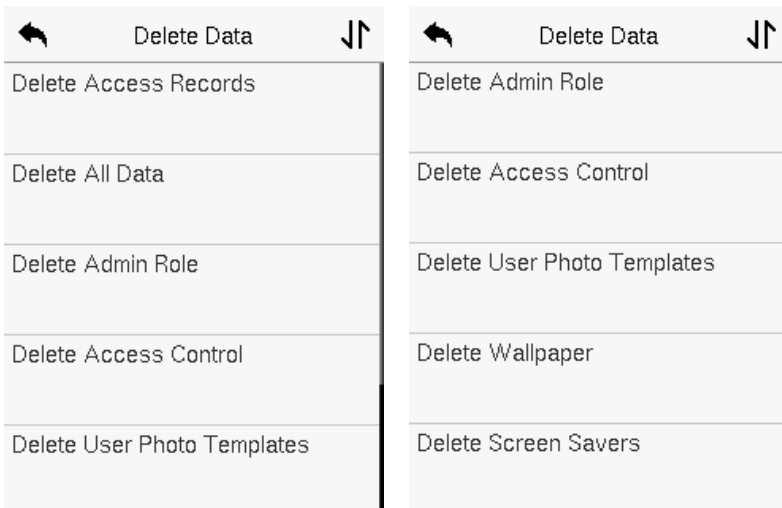 Delete Data
Delete Access Records
Delete All Data
Delete Admin Role
Delete Access Control
Delete User Photo Templates
Delete Data
Delete Admin Role
Delete Access Control
Delete User Photo Templates
Delete Wallpaper
Delete Screen Savers